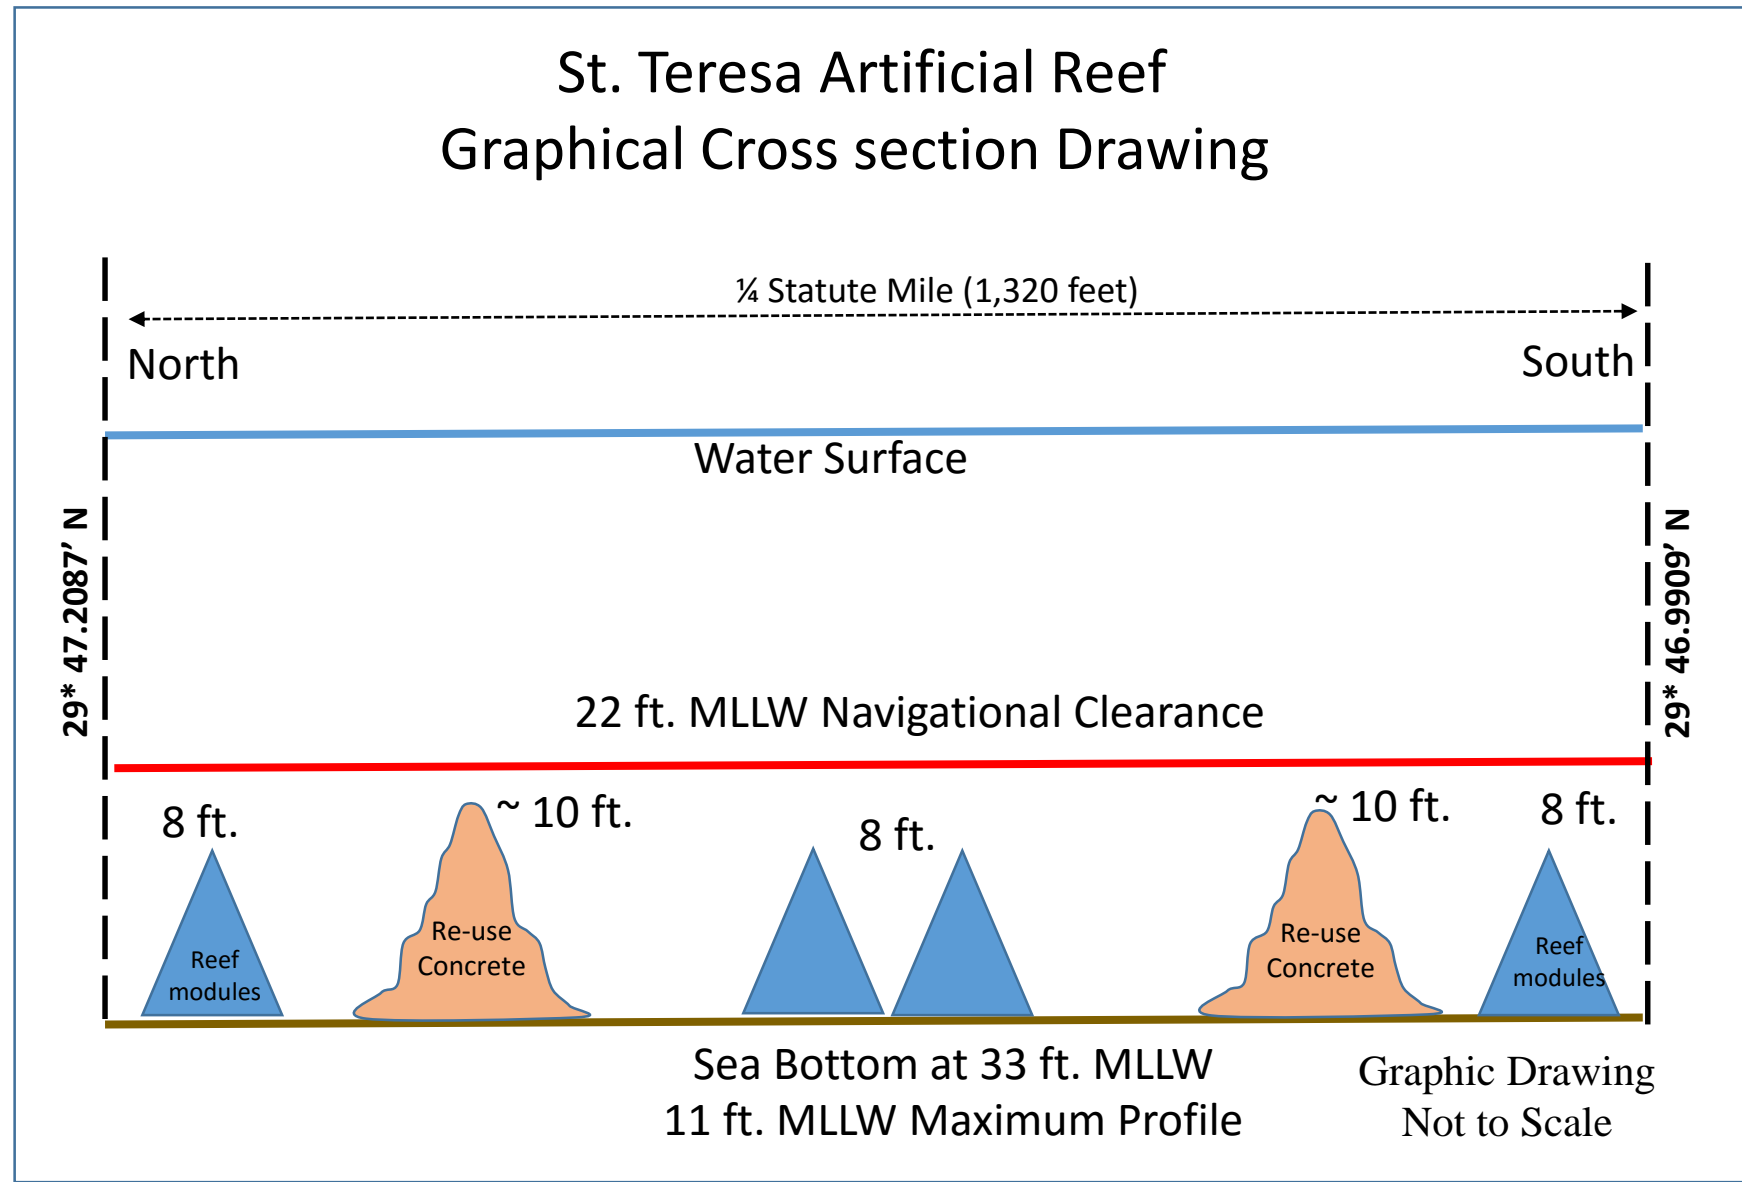 St. Teresa Artificial Reef
Graphical Cross section Drawing
¼ Statute Mile (1,320 feet)
North
South
Water Surface
29* 47.2087’ N
29* 46.9909’ N
22 ft. MLLW Navigational Clearance
8 ft.
~ 10 ft.
8 ft.
~ 10 ft.
8 ft.
Reef
modules
Re-use
Concrete
Re-use
Concrete
Reef
modules
Sea Bottom at 33 ft. MLLW
11 ft. MLLW Maximum Profile
Graphic Drawing
Not to Scale